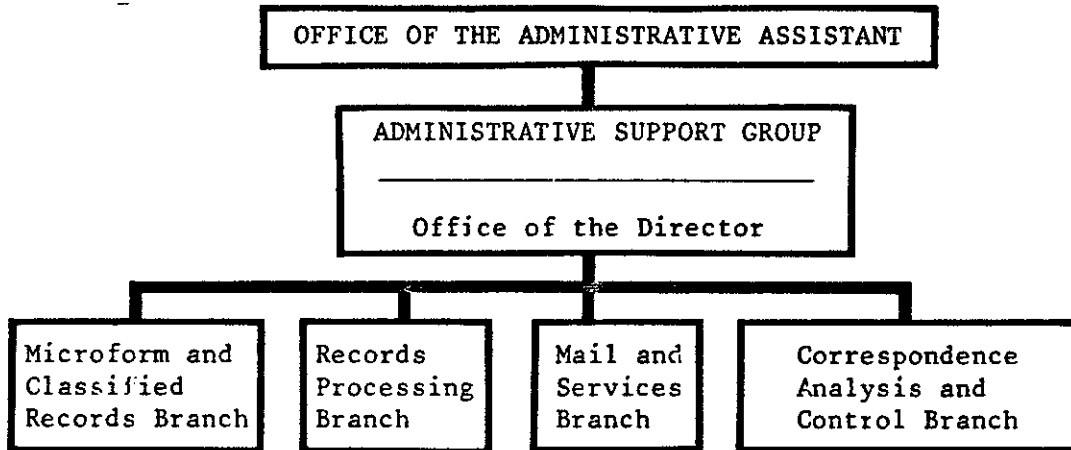 OFFICE OF THE ADMINISTRATIVE ASSISTANT
ADMINISTRATIVE SUPPORT GROUP
Office of the Director
Microform and
Classified
Records Branch
Records
Processing
Branch
Mail and
Services
Branch
Correspondence
Analysis and
Control Branch